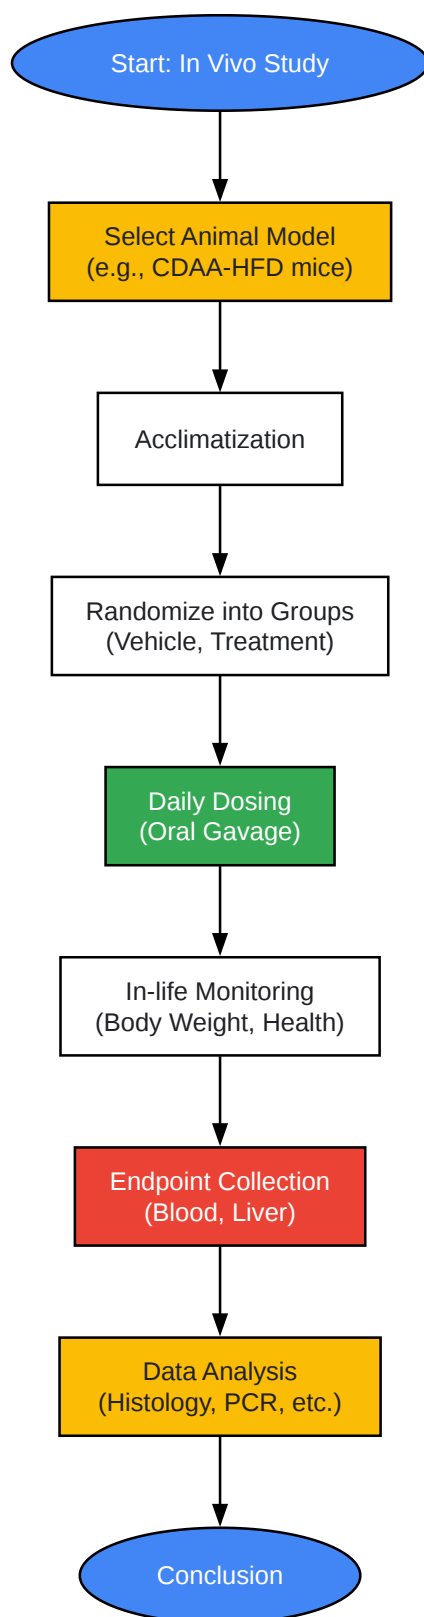 Start: In Vivo Study
Select Animal Model
(e.g., CDAA-HFD mice)
Acclimatization
Randomize into Groups
(Vehicle, Treatment)
Daily Dosing
(Oral Gavage)
In-life Monitoring
(Body Weight, Health)
Endpoint Collection
(Blood, Liver)
Data Analysis
(Histology, PCR, etc.)
Conclusion